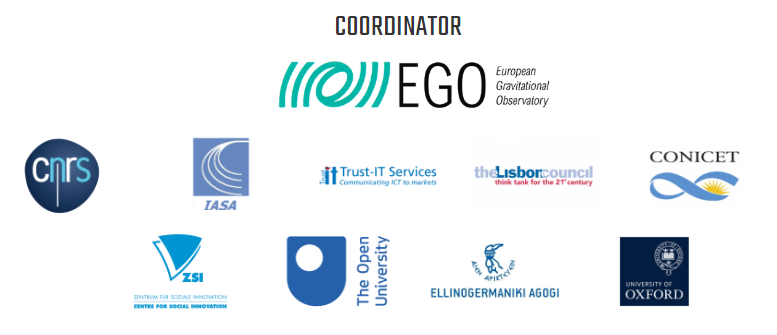 COORDINATOR
EGO
European
Gravitational
Observatory
cnrs
IASA
Trust-IT Services
Communicating ICT to markets
theLisboncouncil
think tank for the 21st century
CONICET
ZSI
ZENTRUM FÜR SOZIALE INNOVATION
CENTRE FOR SOCIAL INNOVATION
The Open
University
ΑΙΕΝ ΑΡΙΣΤΕΥΕΙΝ
ELLINOGERMANIKI AGOGI
UNIVERSITY OF
OXFORD